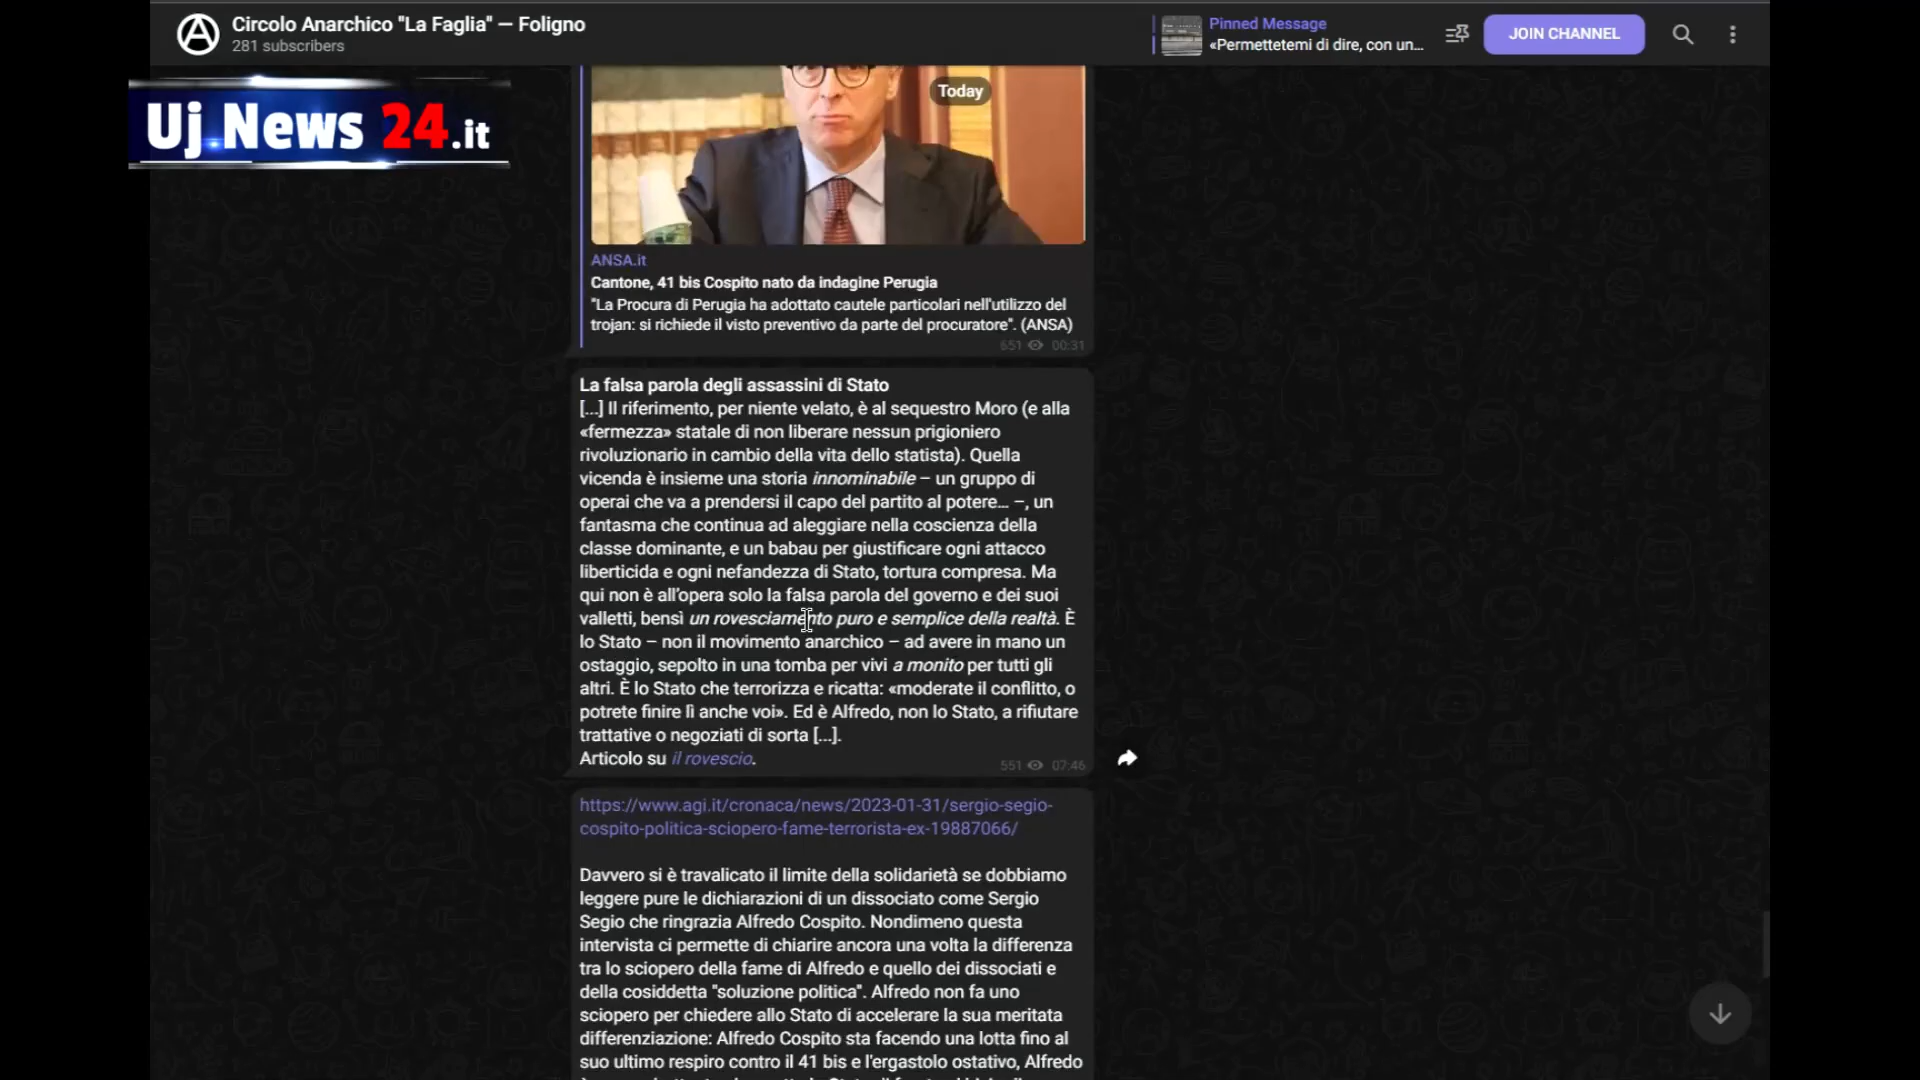 Circolo Anarchico "La Faglia" — Foligno
281 subscribers
Pinned Message
«Permettetemi di dire, con un...
JOIN CHANNEL
Uj News 24.it
Today
ANSA.it
Cantone, 41 bis Cospito nato da indagine Perugia
"La Procura di Perugia ha adottato cautele particolari nell'utilizzo del
trojan: si richiede il visto preventivo da parte del procuratore". (ANSA)
651 00:31
La falsa parola degli assassini di Stato
[...] Il riferimento, per niente velato, è al sequestro Moro (e alla
«fermezza» statale di non liberare nessun prigioniero
rivoluzionario in cambio della vita dello statista). Quella
vicenda è insieme una storia innominabile – un gruppo di
operai che va a prendersi il capo del partito al potere… –, un
fantasma che continua ad aleggiare nella coscienza della
classe dominante, e un babau per giustificare ogni attacco
liberticida e ogni nefandezza di Stato, tortura compresa. Ma
qui non è all'opera solo la falsa parola del governo e dei suoi
valletti, bensì un rovesciamento puro e semplice della realtà. È
lo Stato – non il movimento anarchico – ad avere in mano un
ostaggio, sepolto in una tomba per vivi a monito per tutti gli
altri. È lo Stato che terrorizza e ricatta: «moderate il conflitto, o
potrete finire lì anche voi». Ed è Alfredo, non lo Stato, a rifiutare
trattative o negoziati di sorta [...].
Articolo su il rovescio.
551 07:46
https://www.agi.it/cronaca/news/2023-01-31/sergio-segio-
cospito-politica-sciopero-fame-terrorista-ex-19887066/
Davvero si è travalicato il limite della solidarietà se dobbiamo
leggere pure le dichiarazioni di un dissociato come Sergio
Segio che ringrazia Alfredo Cospito. Nondimeno questa
intervista ci permette di chiarire ancora una volta la differenza
tra lo sciopero della fame di Alfredo e quello dei dissociati e
della cosiddetta "soluzione politica". Alfredo non fa uno
sciopero per chiedere allo Stato di accelerare la sua meritata
differenziazione: Alfredo Cospito sta facendo una lotta fino al
suo ultimo respiro contro il 41 bis e l'ergastolo ostativo, Alfredo